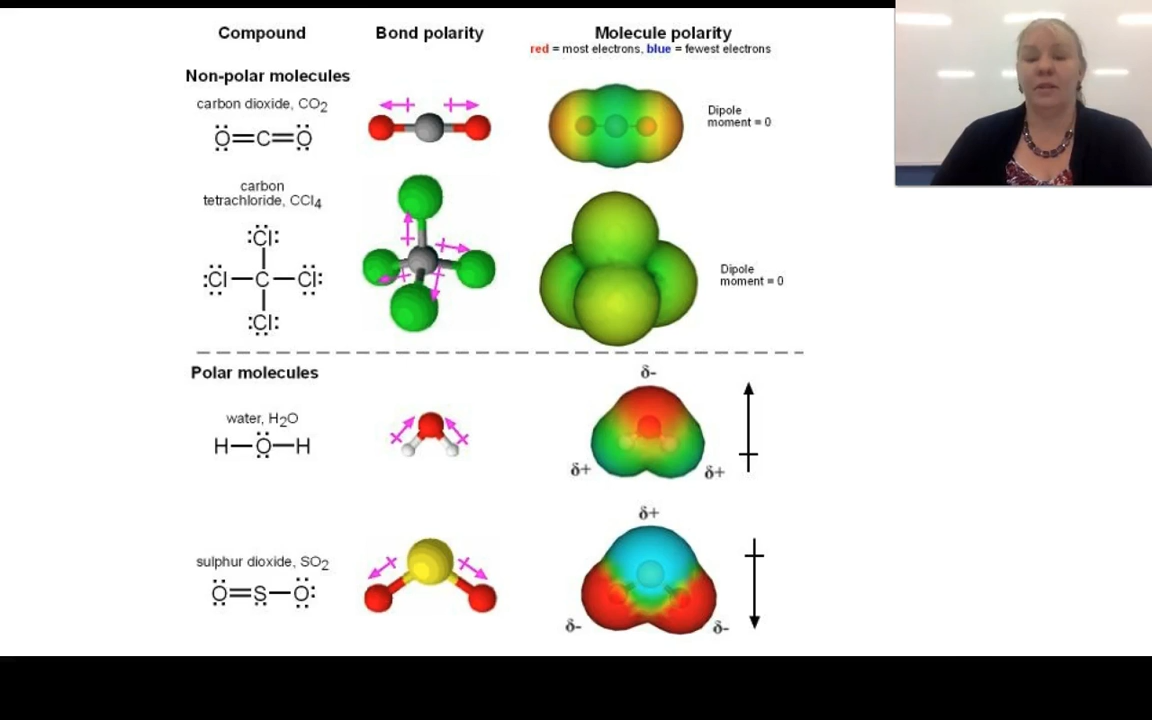 Compound Bond polarity Molecule polarity
red = most electrons, blue = fewest electrons
Non-polar molecules
carbon dioxide, CO2
O=C=O
Dipole
moment = 0
carbon
tetrachloride, CCl4
:Cl:
:Cl—C—Cl:
:Cl:
Dipole
moment = 0
Polar molecules
water, H2O
H—O—H
δ-
δ+ δ+
sulphur dioxide, SO2
O=S—O:
δ+
δ- δ-